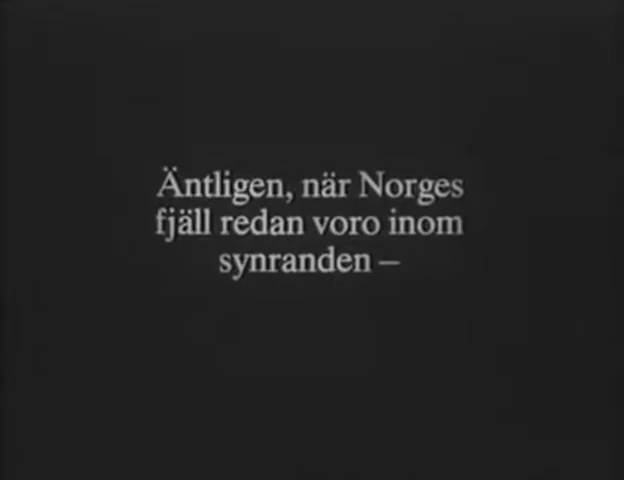 Äntligen, när Norges
fjäll redan voro inom
synranden –